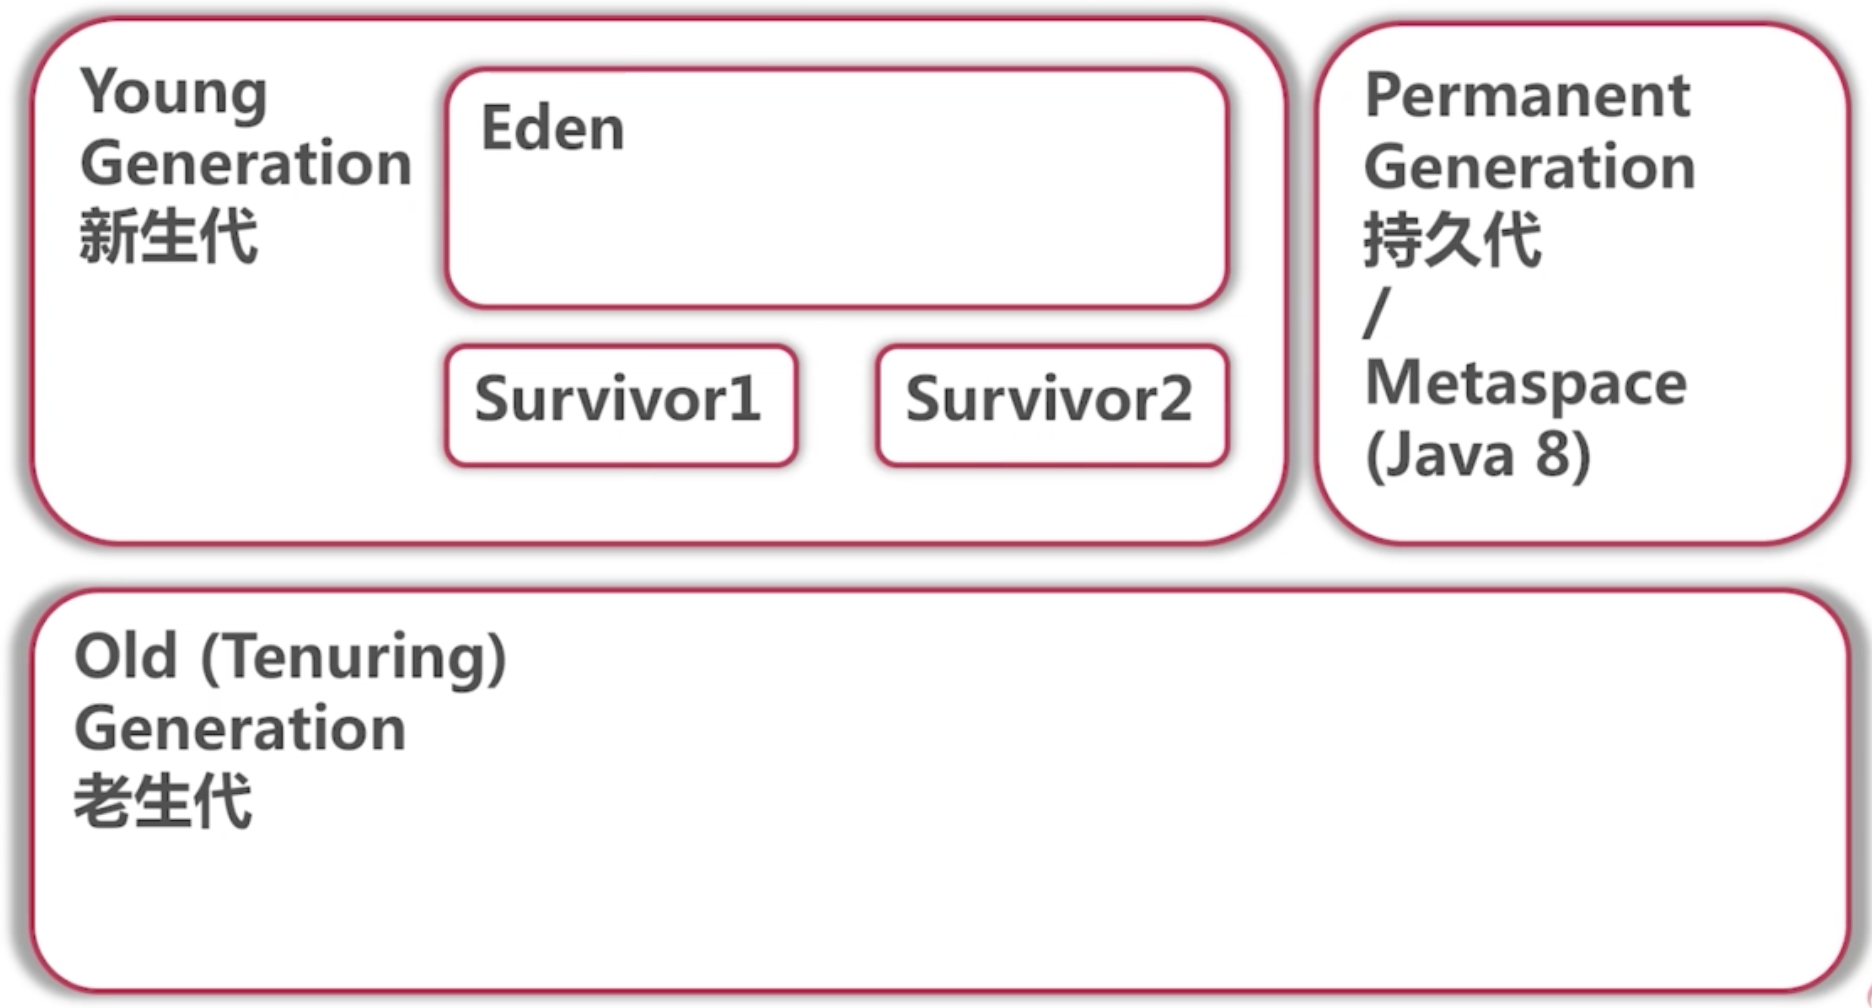 Young
Generation
新生代
Eden
Survivor1
Survivor2
Permanent
Generation
持久代
/
Metaspace
(Java 8)
Old (Tenuring)
Generation
老生代